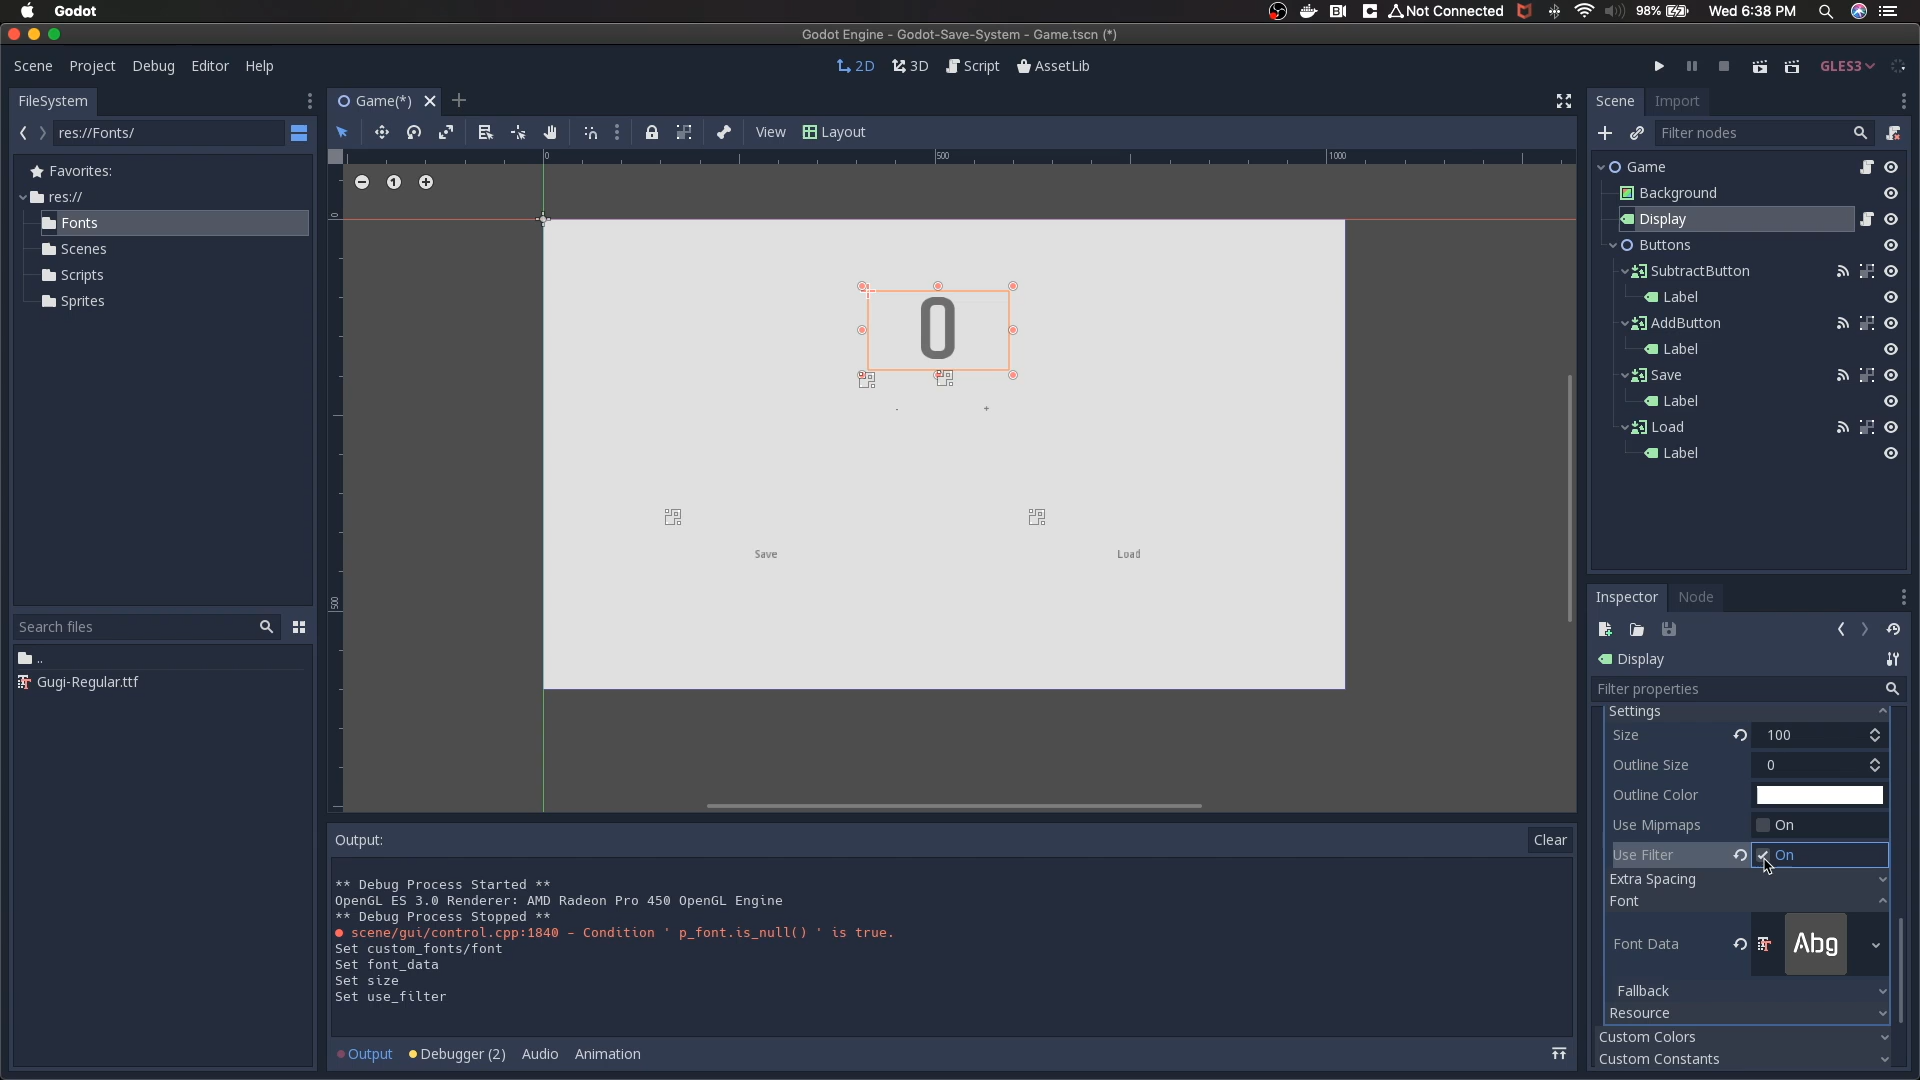 Godot
Not Connected
98%
Wed 6:38 PM
Godot Engine - Godot-Save-System - Game.tscn (*)
Scene Project Debug Editor Help
2D 3D Script AssetLib
GLES3
FileSystem
Game(*)
Scene Import
res://Fonts/
View Layout
Filter nodes
0 500 1000
Favorites:
res://
Fonts
Scenes
Scripts
Sprites
1
0
500
0
- +
Save Load
Game
Background
Display
Buttons
SubtractButton
Label
AddButton
Label
Save
Label
Load
Label
Search files
..
Gugi-Regular.ttf
Inspector Node
Display
Filter properties
Settings
Size 100
Outline Size 0
Outline Color
Use Mipmaps On
Use Filter On
Extra Spacing
Font
Font Data Abg
Fallback
Resource
Custom Colors
Custom Constants
Output: Clear
** Debug Process Started **
OpenGL ES 3.0 Renderer: AMD Radeon Pro 450 OpenGL Engine
** Debug Process Stopped **
scene/gui/control.cpp:1840 - Condition ' p_font.is_null() ' is true.
Set custom_fonts/font
Set font_data
Set size
Set use_filter
Output Debugger (2) Audio Animation